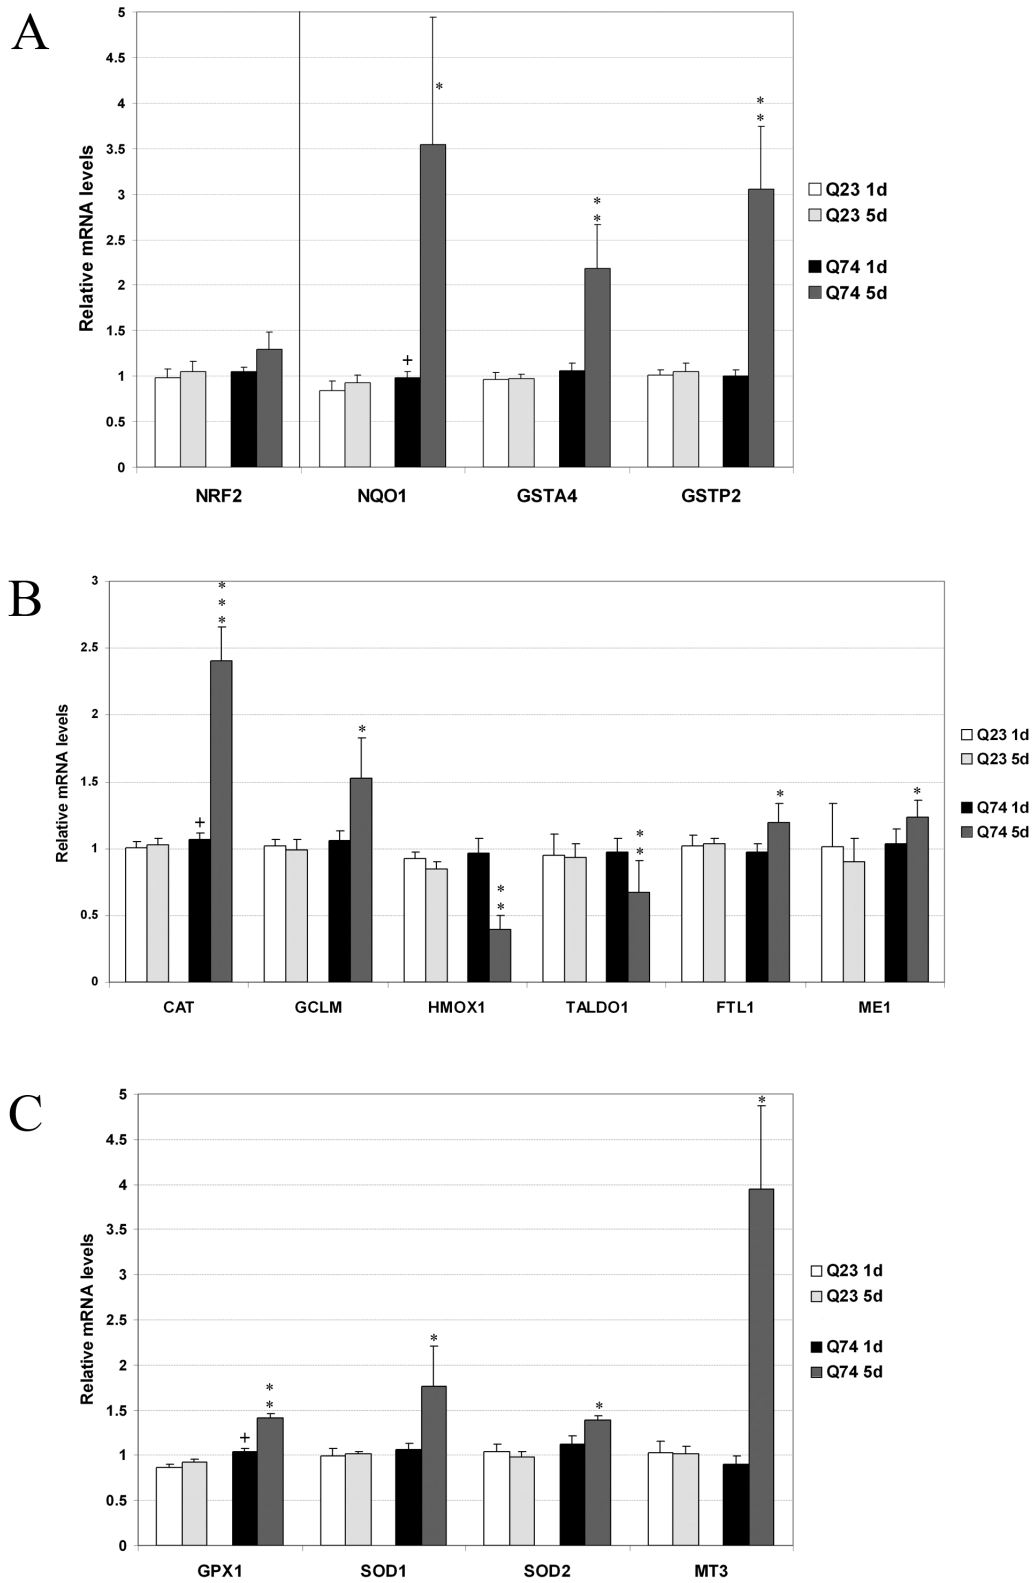 A
5
4.5
4
3.5
3
2.5
2
1.5
1
0.5
0
Relative mRNA levels
*
* *
* *
+
Q23 1d
Q23 5d
Q74 1d
Q74 5d
NRF2 NQO1 GSTA4 GSTP2
B
3
2.5
2
1.5
1
0.5
0
Relative mRNA levels
* * *
+
*
* *
* *
*
*
Q23 1d
Q23 5d
Q74 1d
Q74 5d
CAT GCLM HMOX1 TALDO1 FTL1 ME1
C
5
4.5
4
3.5
3
2.5
2
1.5
1
0.5
0
Relative mRNA levels
+
* *
*
*
*
Q23 1d
Q23 5d
Q74 1d
Q74 5d
GPX1 SOD1 SOD2 MT3